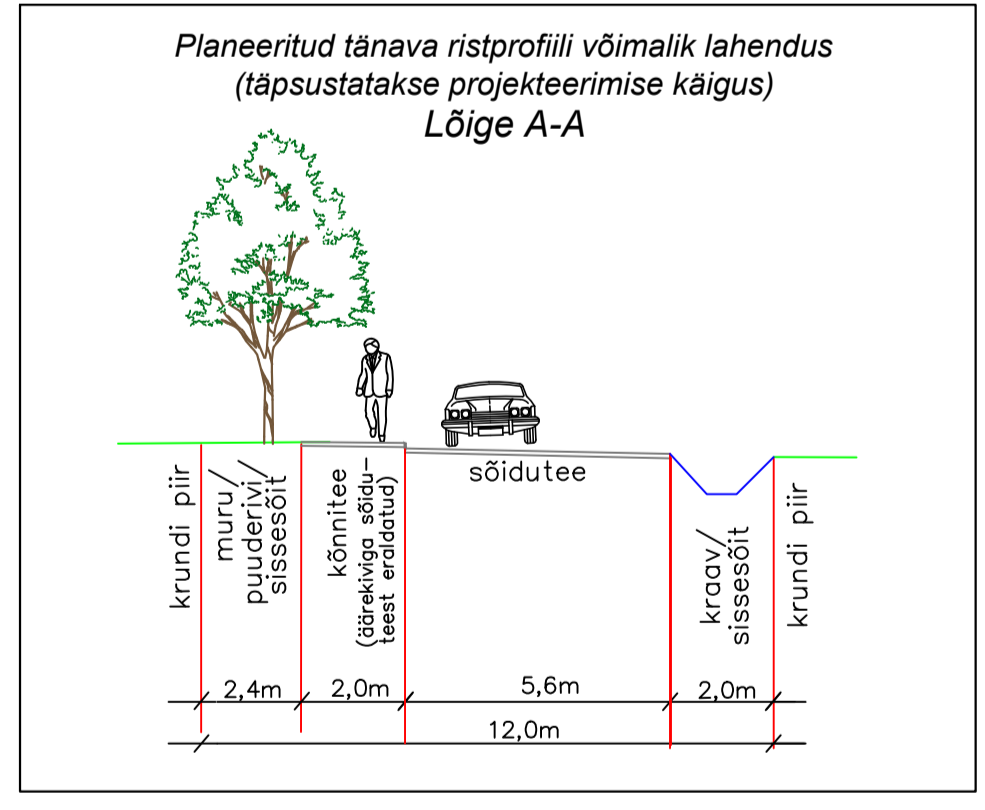 Planeeritud tänava ristprofiili võimalik lahendus
(täpsustatakse projekteerimise käigus)
Lõige A-A
krundi piir
muru/
puuderivi/
sissesõit
kõnnitee
(äärekiviga sõidu-
teest eraldatud)
sõidutee
kraav/
sissesõit
krundi piir
2,4m
2,0m
5,6m
2,0m
12,0m